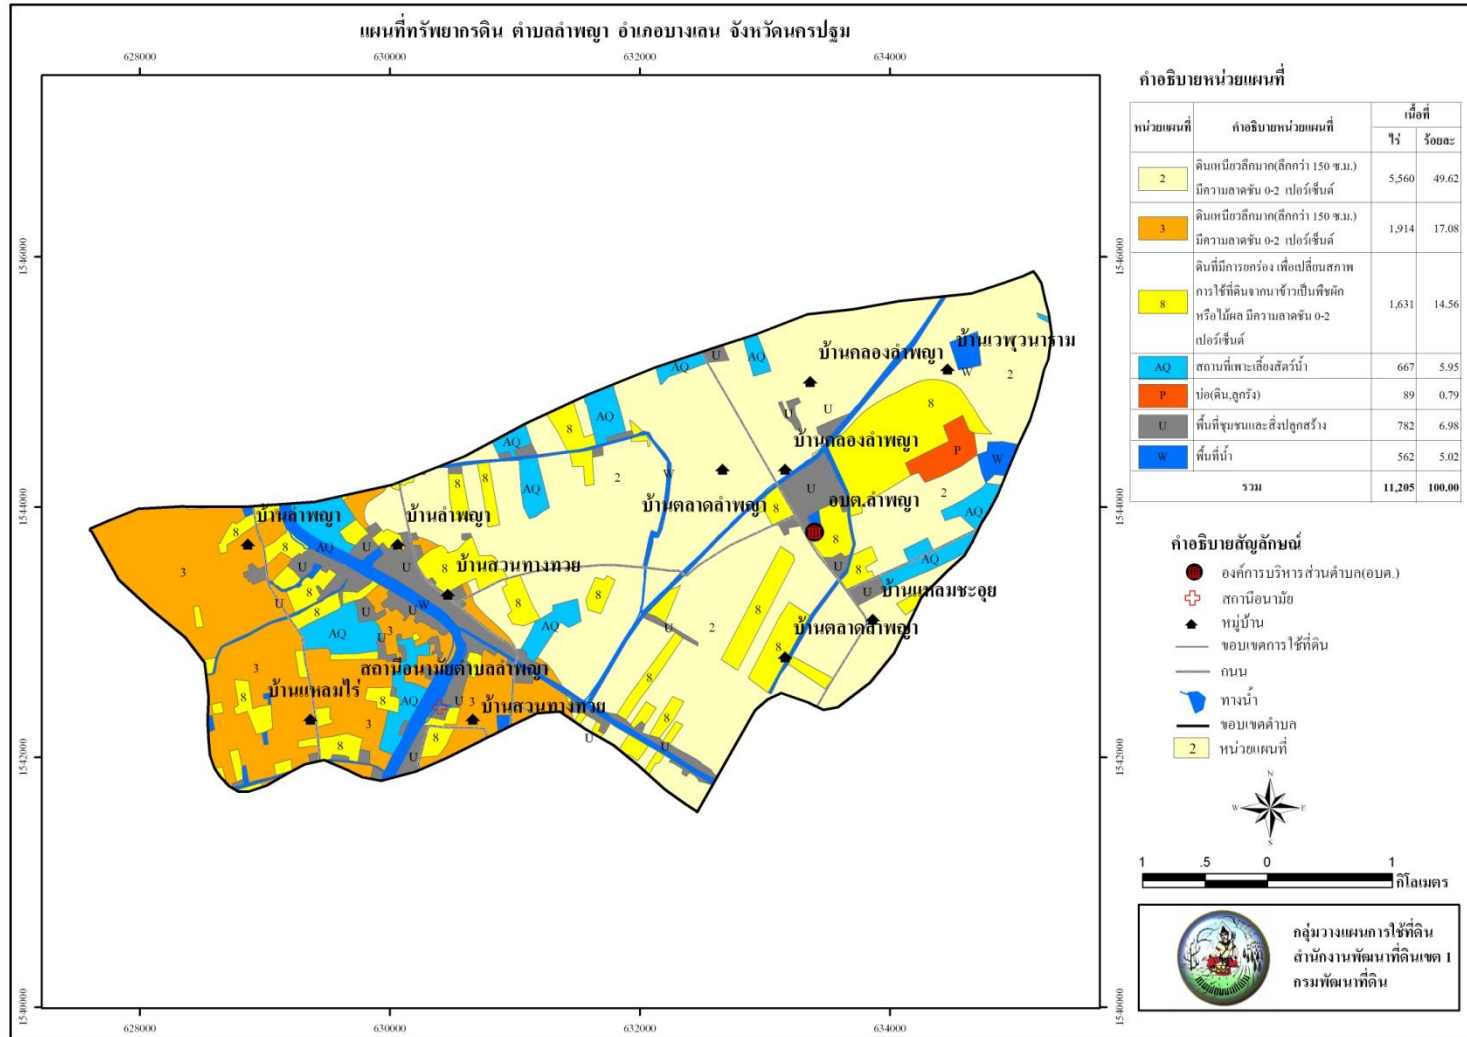 แผนที่ทรัพยากรดิน ตำบลลำพญา อำเภอบางเลน จังหวัดนครปฐม
628000 630000 632000 634000
1546000 1546000
1544000 1544000
1542000 1542000
1540000 1540000
628000 630000 632000 634000
บ้านคลองลำพญา
บ้านเวฬุวนาราม
บ้านคลองลำพญา
บ้านตลาดลำพญา
อบต.ลำพญา
บ้านลำพญา
บ้านลำพญา
บ้านสวนทางทวย
บ้านแหลมชะอุย
บ้านตลาดลำพญา
สถานีอนามัยตำบลลำพญา
บ้านแหลมไร่
บ้านสวนทางทวย
คำอธิบายหน่วยแผนที่
หน่วยแผนที่ คำอธิบายหน่วยแผนที่ เนื้อที่
ไร่ ร้อยละ
2 ดินเหนียวลึกมาก(ลึกกว่า 150 ซ.ม.) 5,560 49.62
มีความลาดชัน 0-2 เปอร์เซ็นต์
3 ดินเหนียวลึกมาก(ลึกกว่า 150 ซ.ม.) 1,914 17.08
มีความลาดชัน 0-2 เปอร์เซ็นต์
8 ดินที่มีการยกร่อง เพื่อเปลี่ยนสภาพ 1,631 14.56
การใช้ที่ดินจากนาข้าวเป็นพืชผัก
หรือไม้ผล มีความลาดชัน 0-2
เปอร์เซ็นต์
AQ สถานที่เพาะเลี้ยงสัตว์น้ำ 667 5.95
P บ่อ(ดิน,ลูกรัง) 89 0.79
U พื้นที่ชุมชนและสิ่งปลูกสร้าง 782 6.98
W พื้นที่น้ำ 562 5.02
รวม 11,205 100.00
คำอธิบายสัญลักษณ์
องค์การบริหารส่วนตำบล(อบต.)
สถานีอนามัย
หมู่บ้าน
ขอบเขตการใช้ที่ดิน
ถนน
ทางน้ำ
ขอบเขตตำบล
2 หน่วยแผนที่
N
W E
S
1 .5 0 1
กิโลเมตร
กลุ่มวางแผนการใช้ที่ดิน
สำนักงานพัฒนาที่ดินเขต 1
กรมพัฒนาที่ดิน